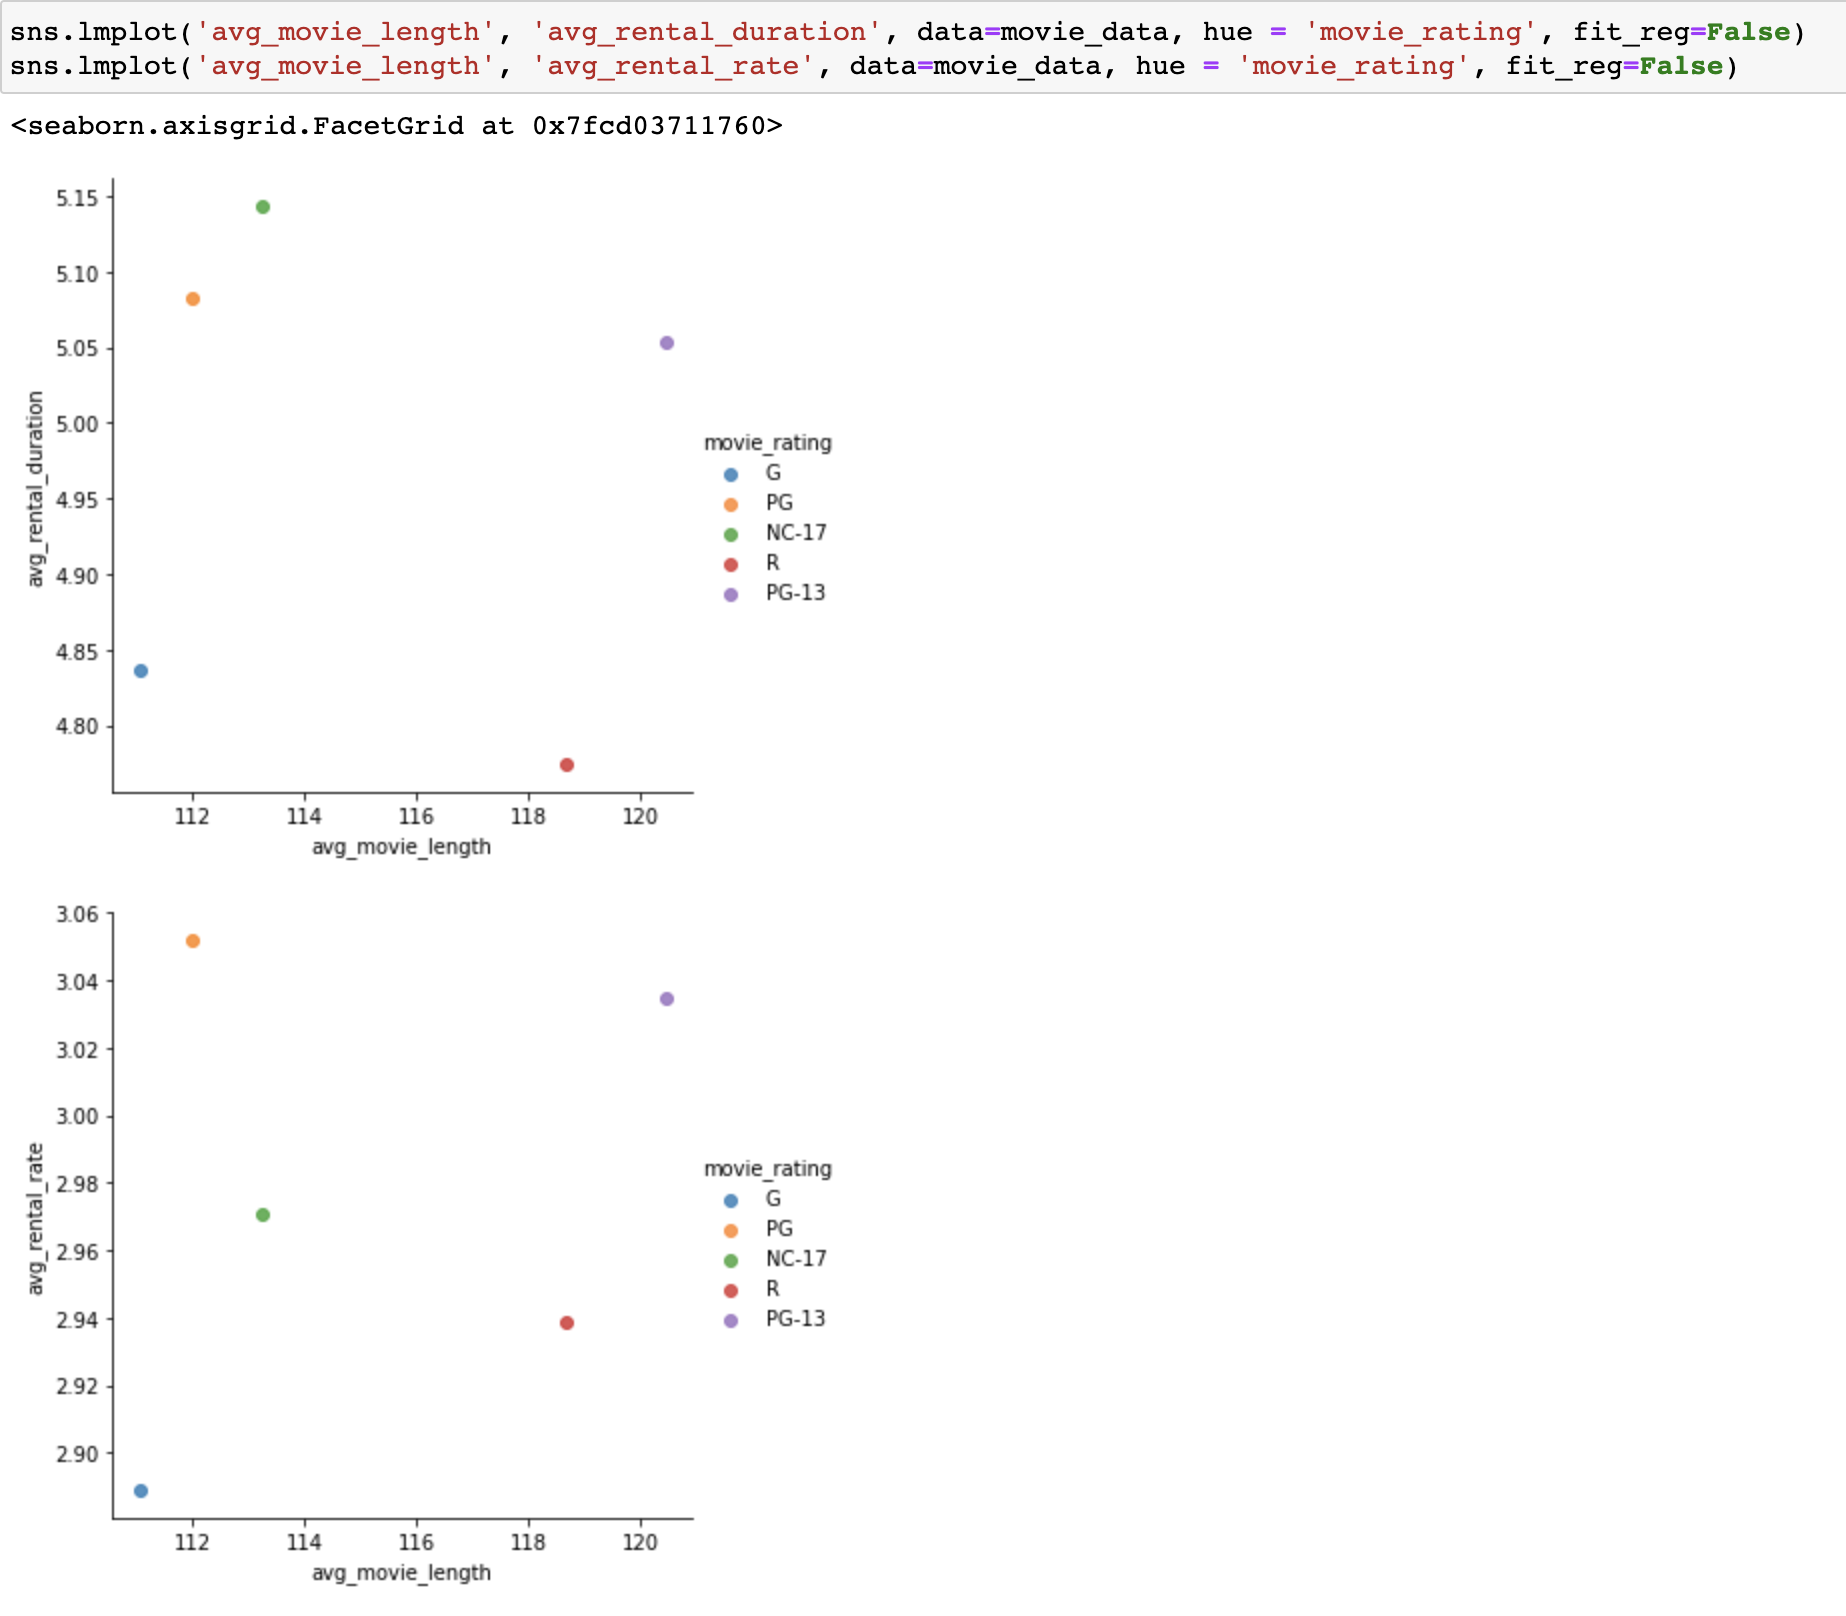 sns.lmplot('avg_movie_length', 'avg_rental_duration', data=movie_data, hue = 'movie_rating', fit_reg=False)
sns.lmplot('avg_movie_length', 'avg_rental_rate', data=movie_data, hue = 'movie_rating', fit_reg=False)
<seaborn.axisgrid.FacetGrid at 0x7fcd03711760>
5.15
5.10
5.05
5.00
4.95
4.90
4.85
4.80
avg_rental_duration
112 114 116 118 120
avg_movie_length
movie_rating
G
PG
NC-17
R
PG-13
3.06
3.04
3.02
3.00
2.98
2.96
2.94
2.92
2.90
avg_rental_rate
112 114 116 118 120
avg_movie_length
movie_rating
G
PG
NC-17
R
PG-13